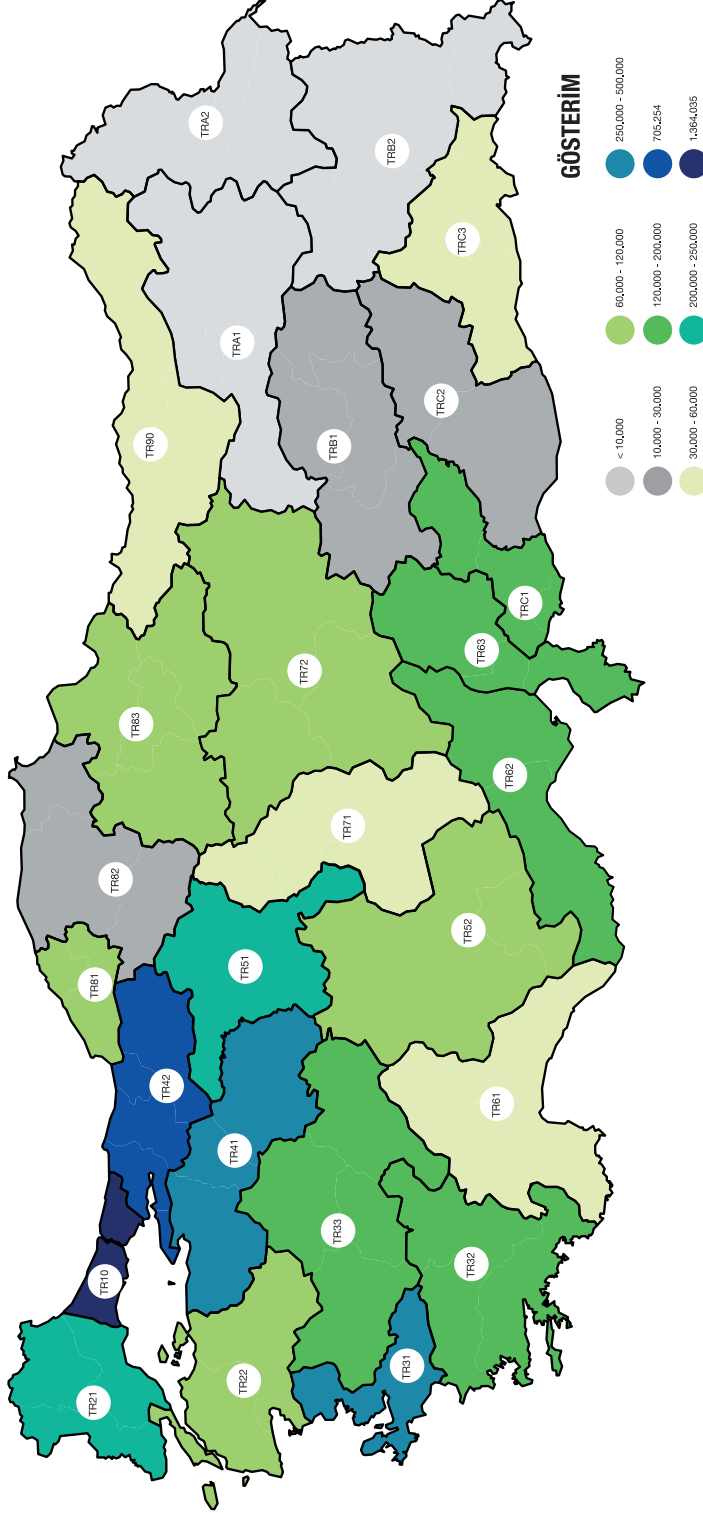 TR21
TR10
TR42
TR81
TR82
TR83
TR90
TRA2
TR22
TR41
TR51
TR72
TRA1
TRB2
TR31
TR33
TR71
TRB1
TRC3
TR32
TR61
TR52
TR62
TR63
TRC1
TRC2
GÖSTERİM
< 10.000
60.000 - 120.000
250.000 - 500.000
10.000 - 30.000
120.000 - 200.000
705.254
30.000 - 60.000
200.000 - 250.000
1.364.035